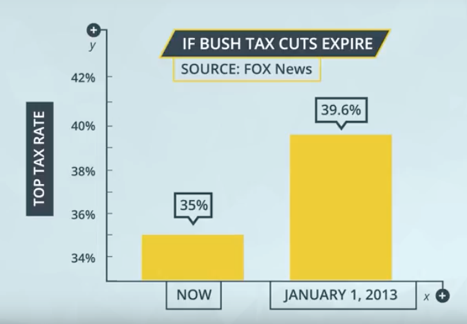 y
IF BUSH TAX CUTS EXPIRE
SOURCE: FOX News
42%
40%
38%
36%
34%
TOP TAX RATE
35%
39.6%
NOW
JANUARY 1, 2013
x